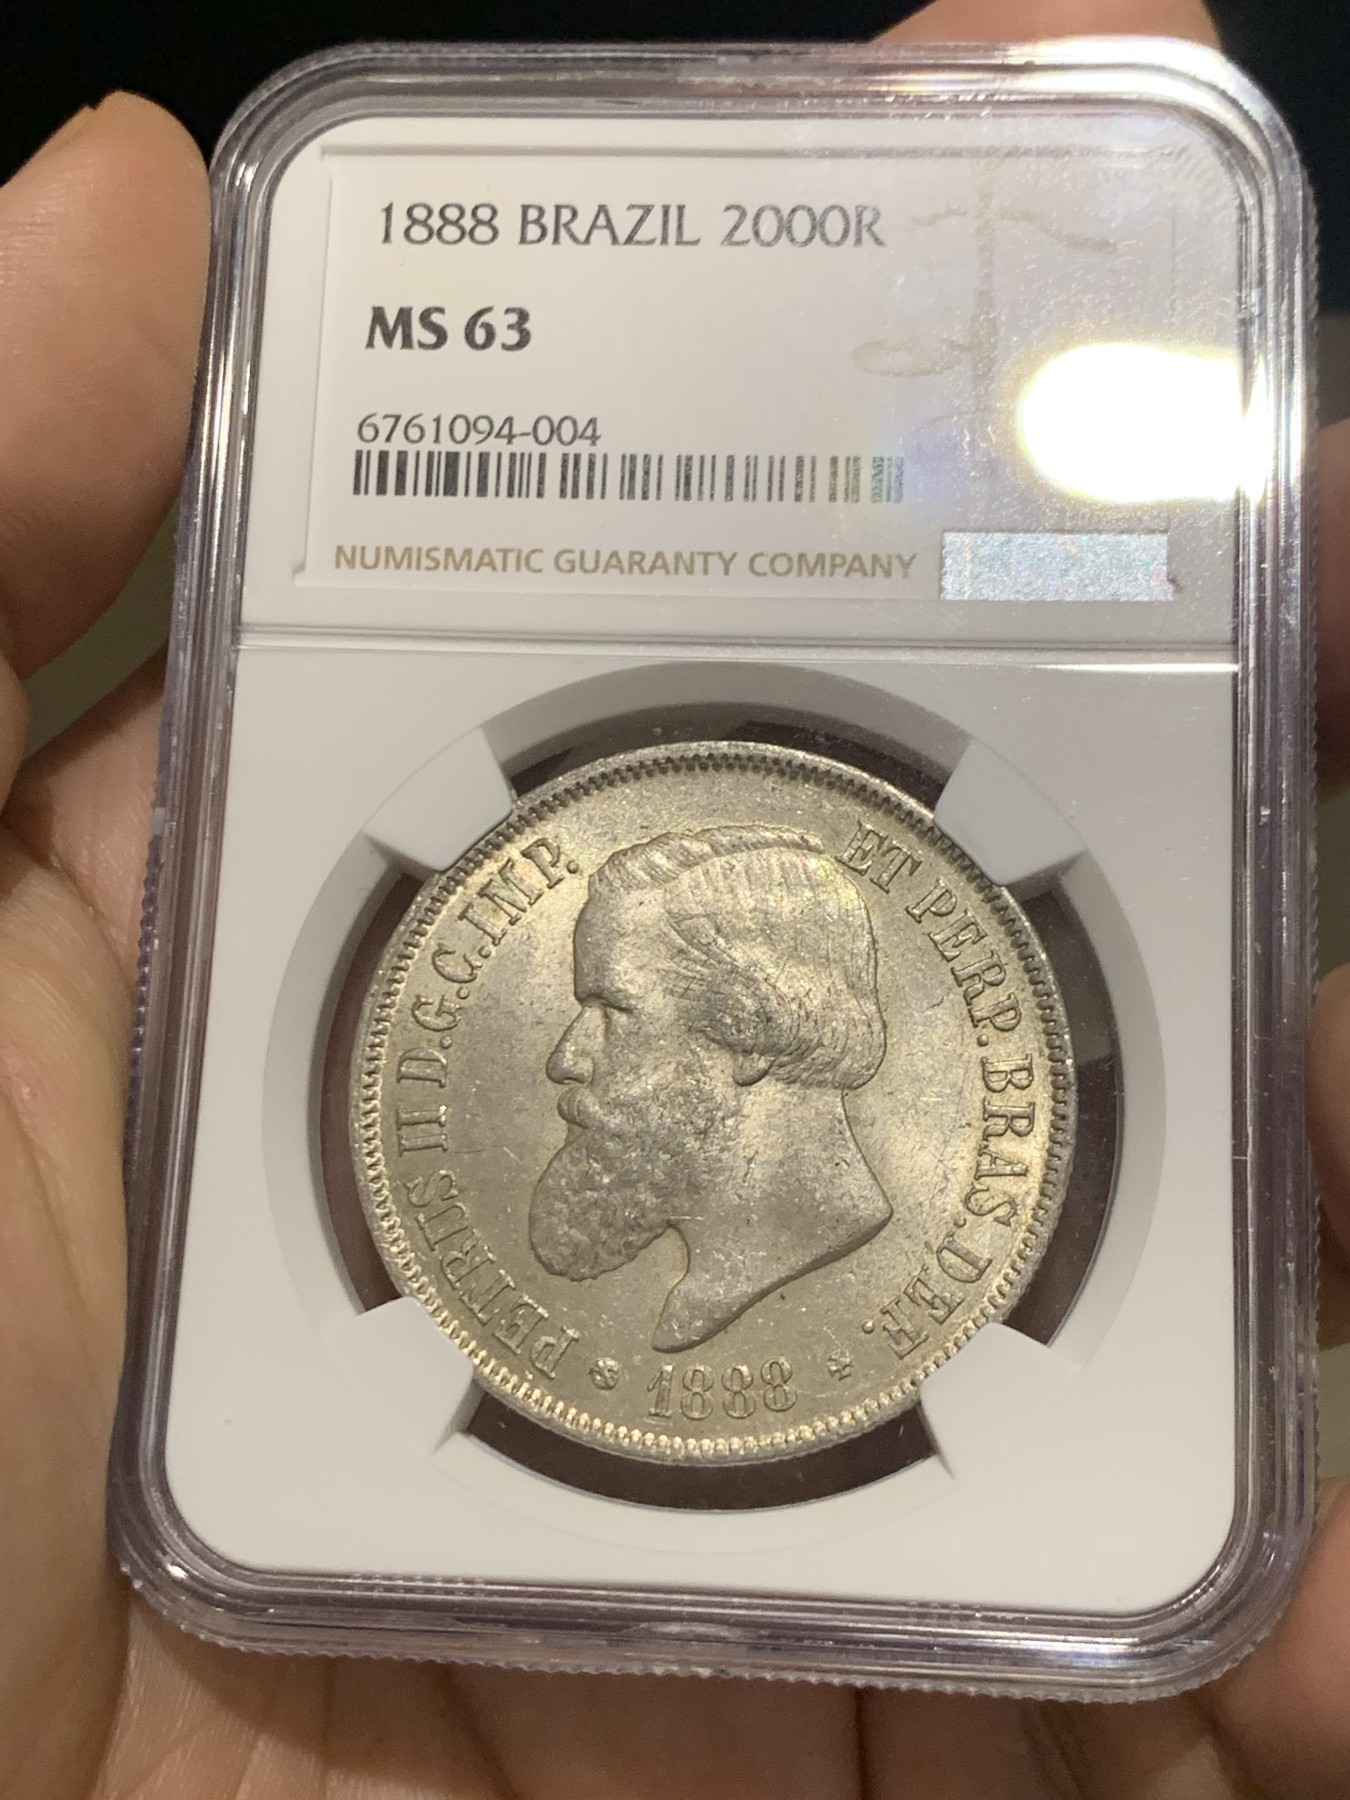 1888 BRAZIL 2000R
MS 63
6761094-004
NUMISMATIC GUARANTY COMPANY
PETRUS II D.G.C.IMP. ET PERP.BRAS.DEF.
1888